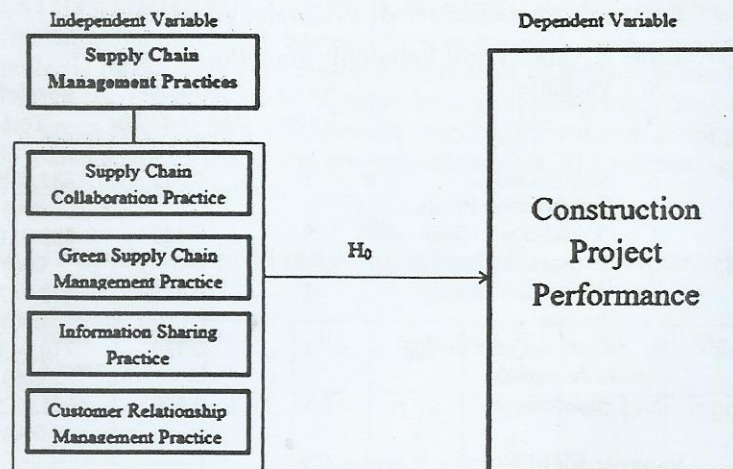 Independent Variable
Supply Chain
Management Practices
Supply Chain
Collaboration Practice
Green Supply Chain
Management Practice
Information Sharing
Practice
Customer Relationship
Management Practice
H₀
Dependent Variable
Construction
Project
Performance